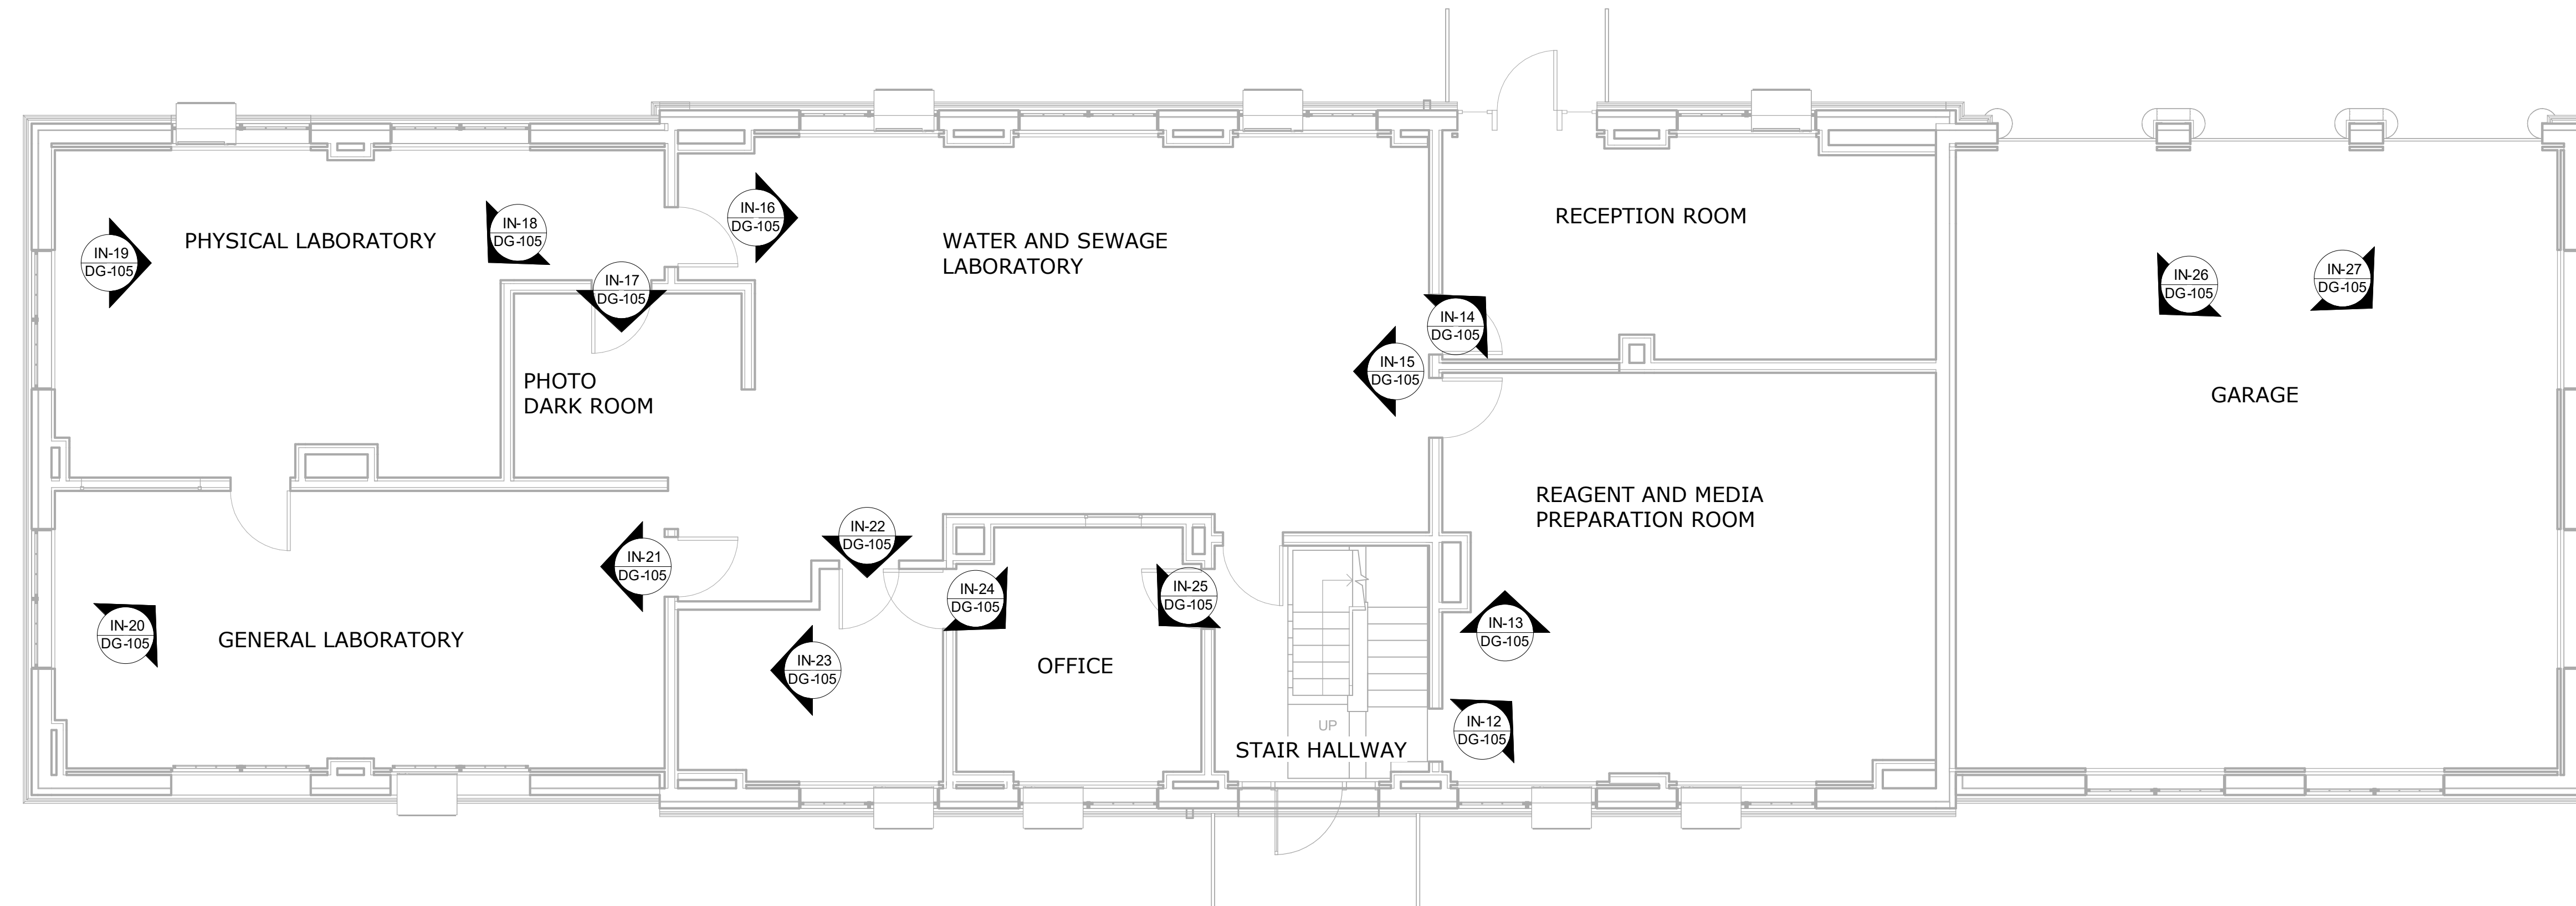 IN-16
DG-105
IN-18
DG-105
IN-19
DG-105
PHYSICAL LABORATORY
WATER AND SEWAGE
LABORATORY
RECEPTION ROOM
IN-17
DG-105
IN-14
DG-105
IN-26
DG-105
IN-27
DG-105
IN-15
DG-105
PHOTO
DARK ROOM
GARAGE
REAGENT AND MEDIA
PREPARATION ROOM
IN-22
DG-105
IN-21
DG-105
IN-24
DG-105
IN-25
DG-105
IN-20
DG-105
GENERAL LABORATORY
IN-13
DG-105
IN-23
DG-105
OFFICE
IN-12
DG-105
UP
STAIR HALLWAY